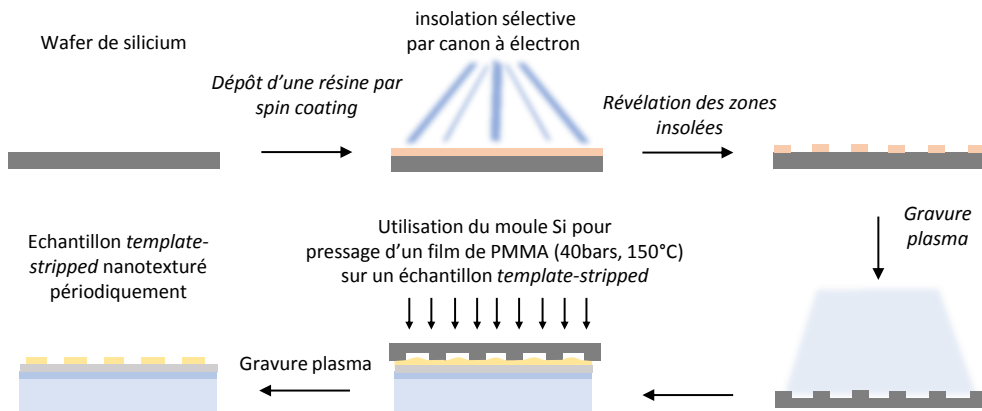 Wafer de silicium
Dépôt d'une résine par
spin coating
insolation sélective
par canon à électron
Révélation des zones
insolées
Gravure
plasma
Utilisation du moule Si pour
pressage d'un film de PMMA (40bars, 150°C)
sur un échantillon template-stripped
Gravure plasma
Echantillon template-
stripped nanotexturé
périodiquement